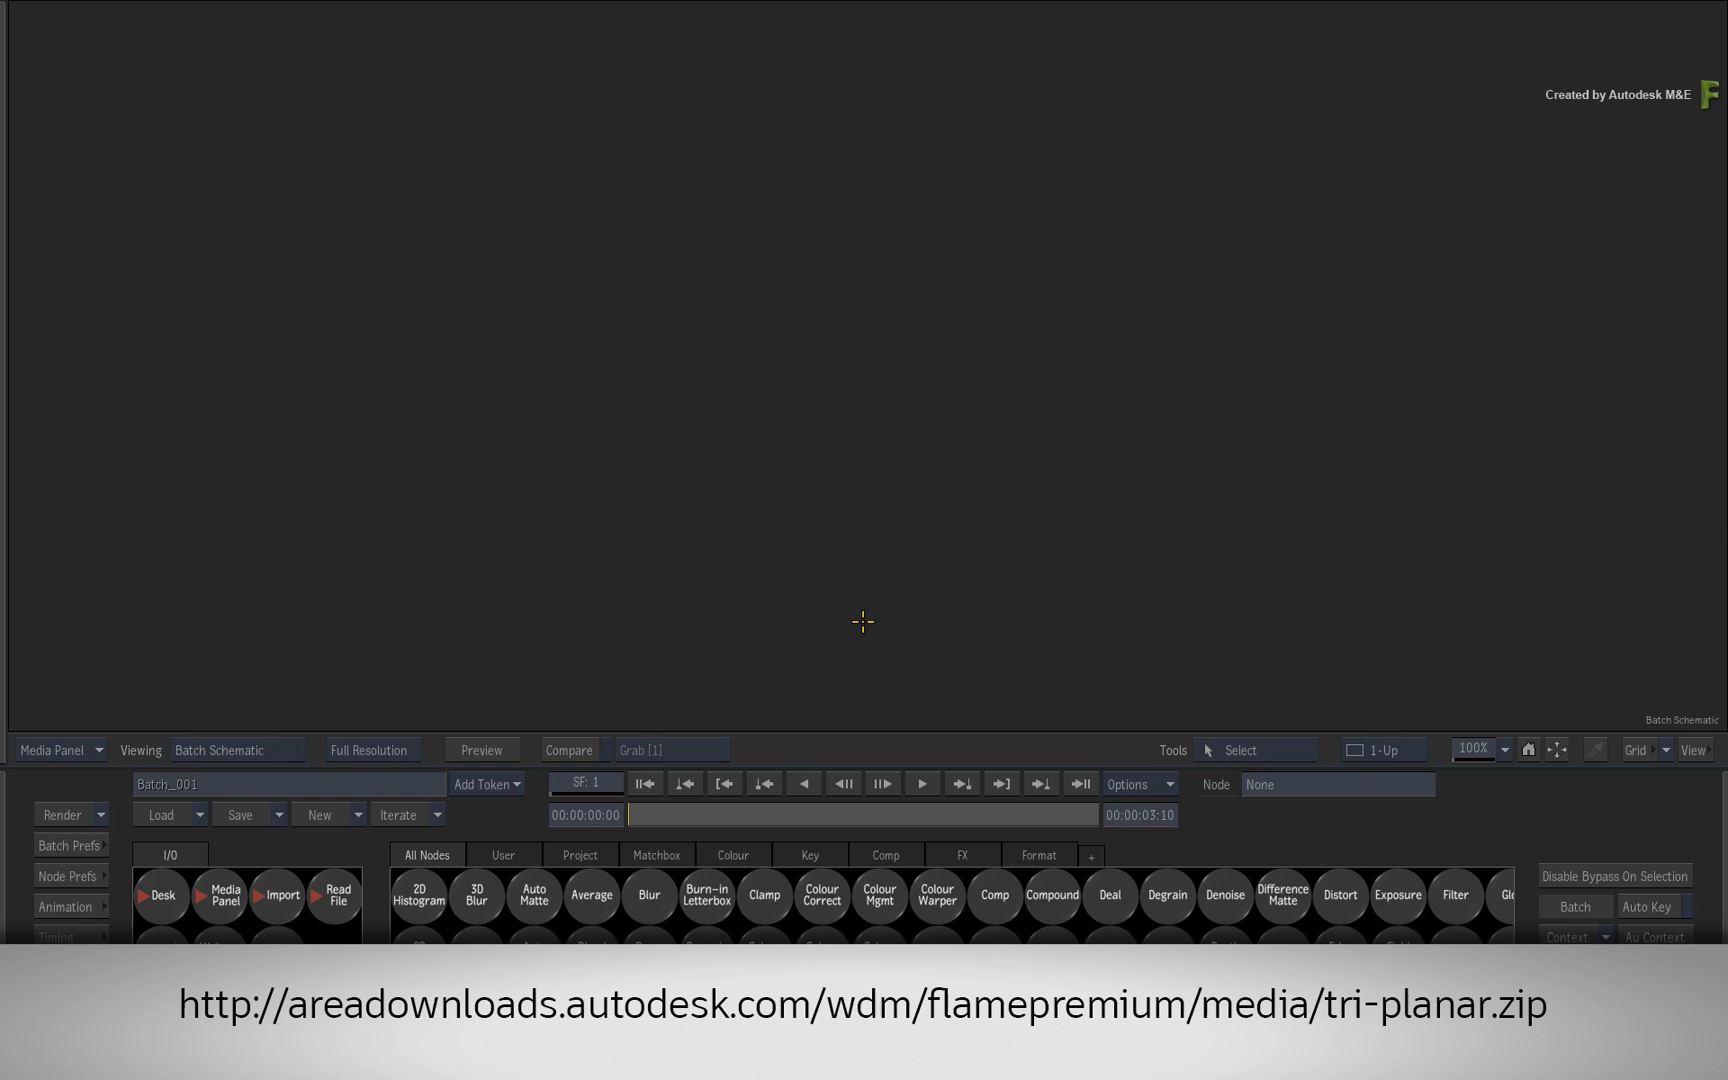 Created by Autodesk M&E
Batch Schematic
Media Panel Viewing Batch Schematic Full Resolution Preview Compare Grab [1] Tools Select 1-Up 100% Grid View
Batch_001 Add Token SF: 1 Options Node None
Render Load Save New Iterate 00:00:00:00 00:00:03:10
Batch Prefs I/O All Nodes User Project Matchbox Colour Key Comp FX Format +
Node Prefs Disable Bypass On Selection
Desk Media Panel Import Read File 2D Histogram 3D Blur Auto Matte Average Blur Burn-in Letterbox Clamp Colour Correct Colour Mgmt Colour Warper Comp Compound Deal Degrain Denoise Difference Matte Distort Exposure Filter
Animation Batch Auto Key
Timing Context Au Context
http://areadownloads.autodesk.com/wdm/flamepremium/media/tri-planar.zip